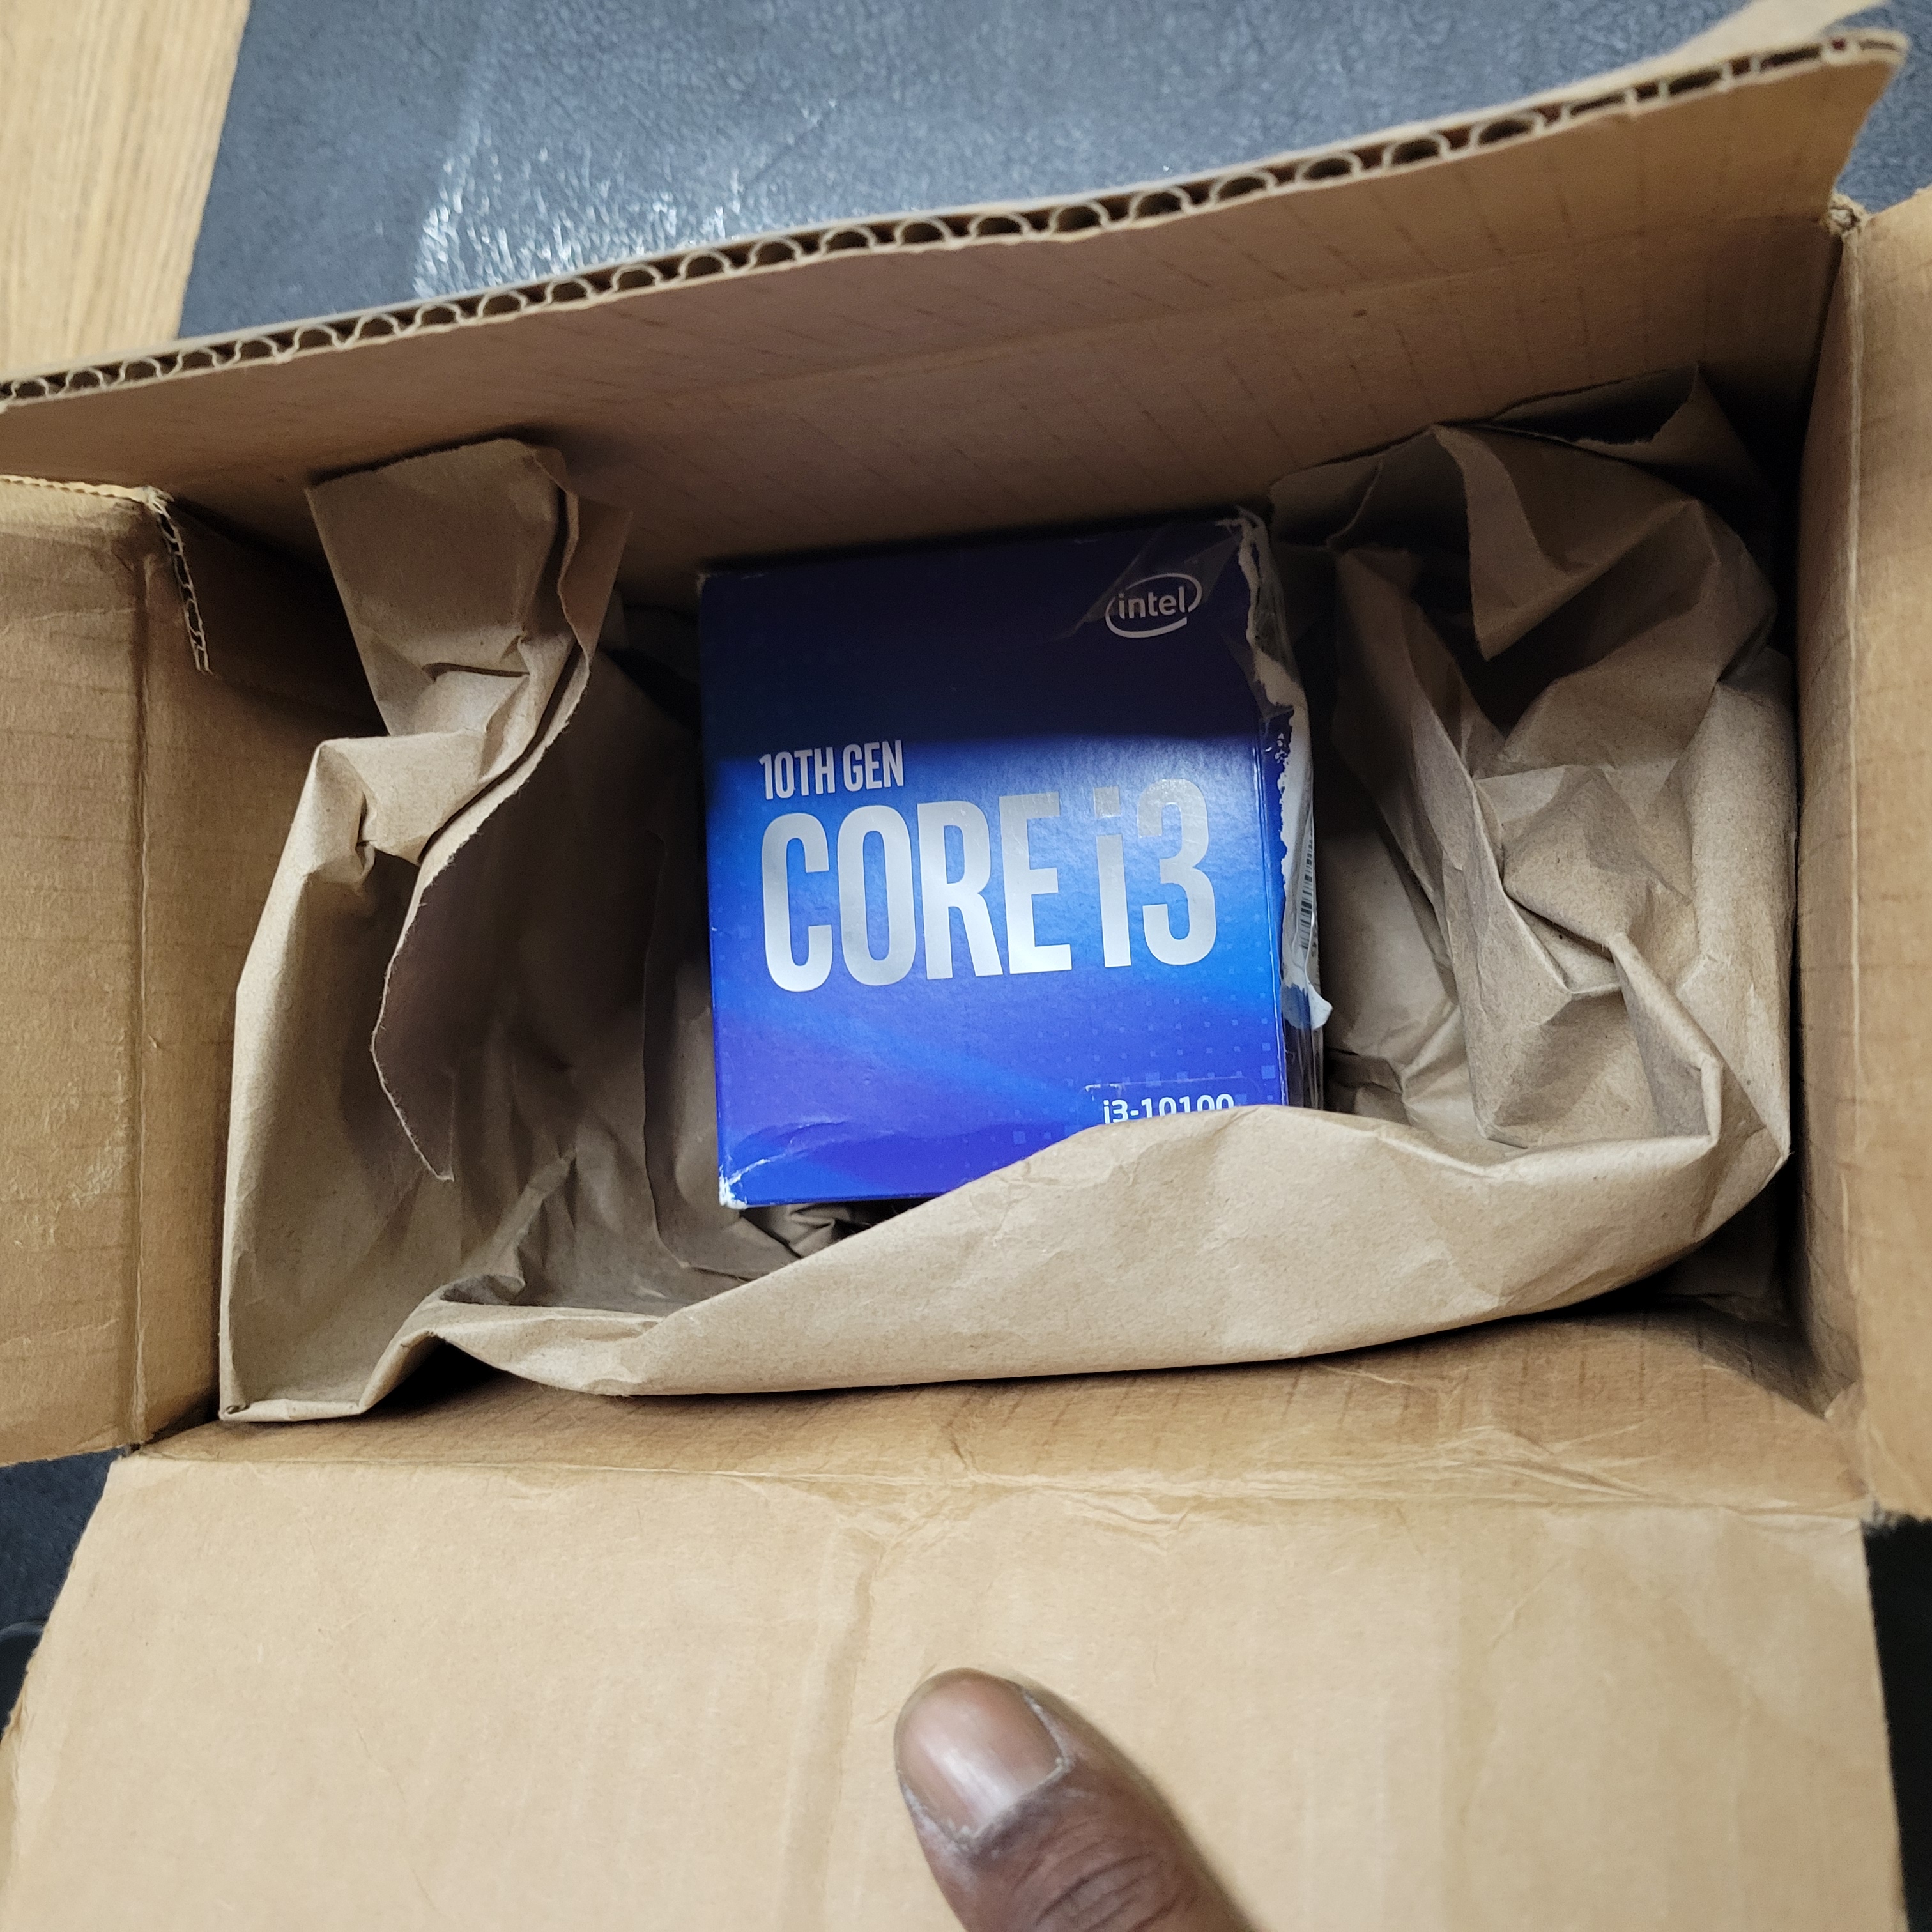 intel
10TH GEN
CORE i3
i3-10100